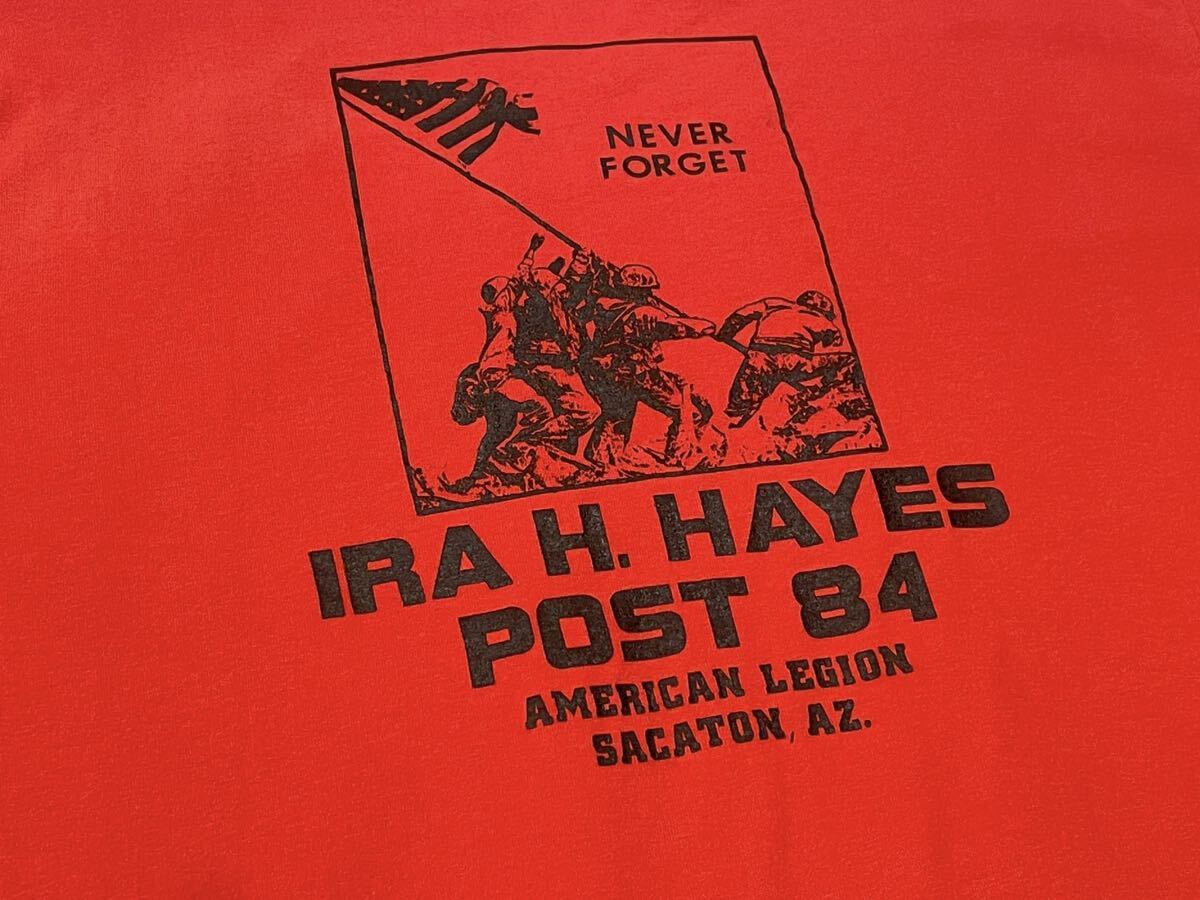 NEVER
FORGET
IRA H. HAYES
POST 84
AMERICAN LEGION
SACATON, AZ.